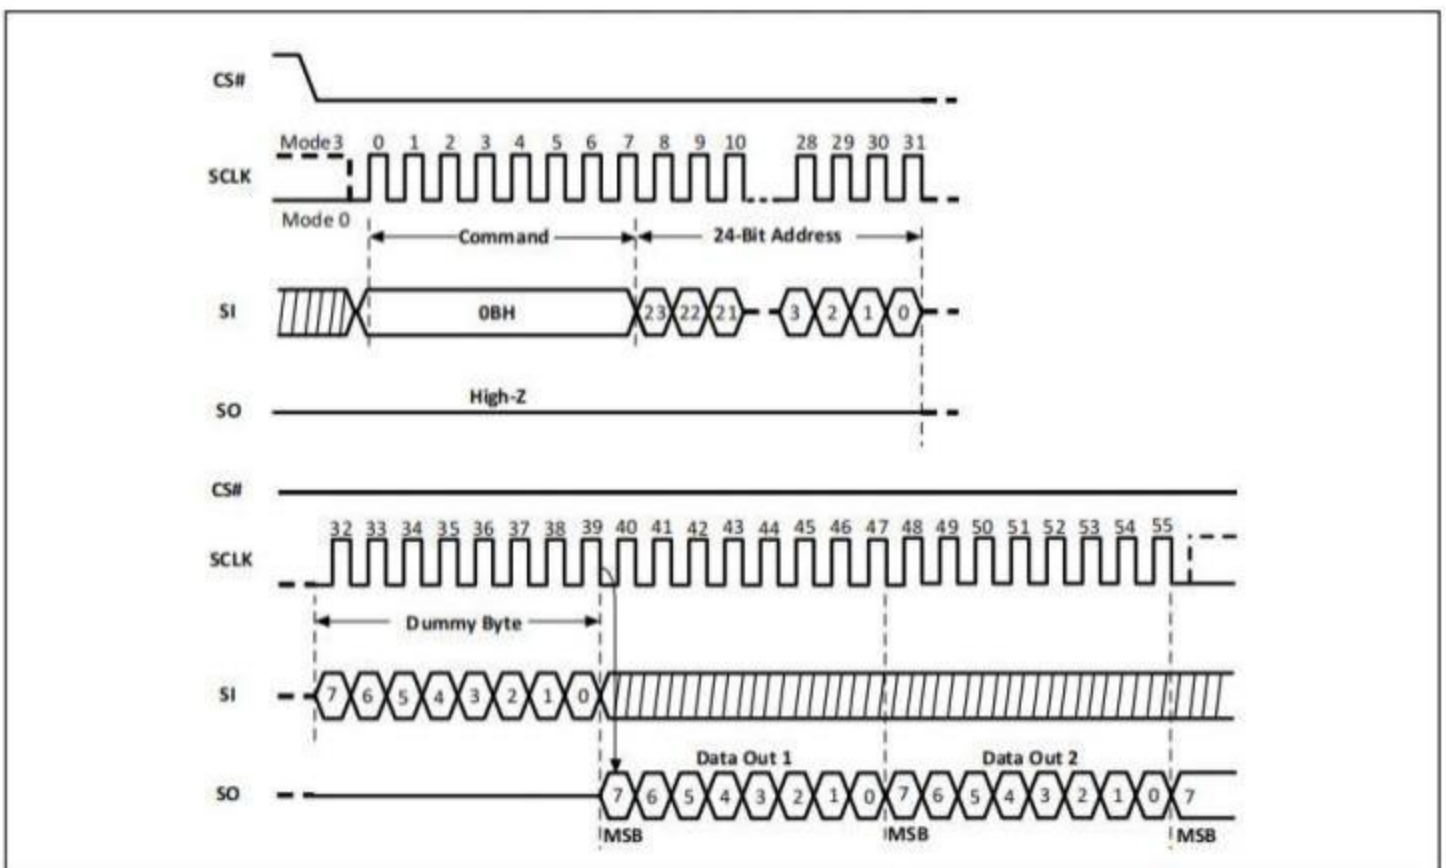 CS#
Mode3 0 1 2 3 4 5 6 7 8 9 10 28 29 30 31
SCLK
Mode 0
Command 24-Bit Address
SI 0BH 23 22 21 3 2 1 0
High-Z
SO
CS#
32 33 34 35 36 37 38 39 40 41 42 43 44 45 46 47 48 49 50 51 52 53 54 55
SCLK
Dummy Byte
SI 7 6 5 4 3 2 1 0
Data Out 1 Data Out 2
SO 7 6 5 4 3 2 1 0 7 6 5 4 3 2 1 0 7
MSB MSB MSB